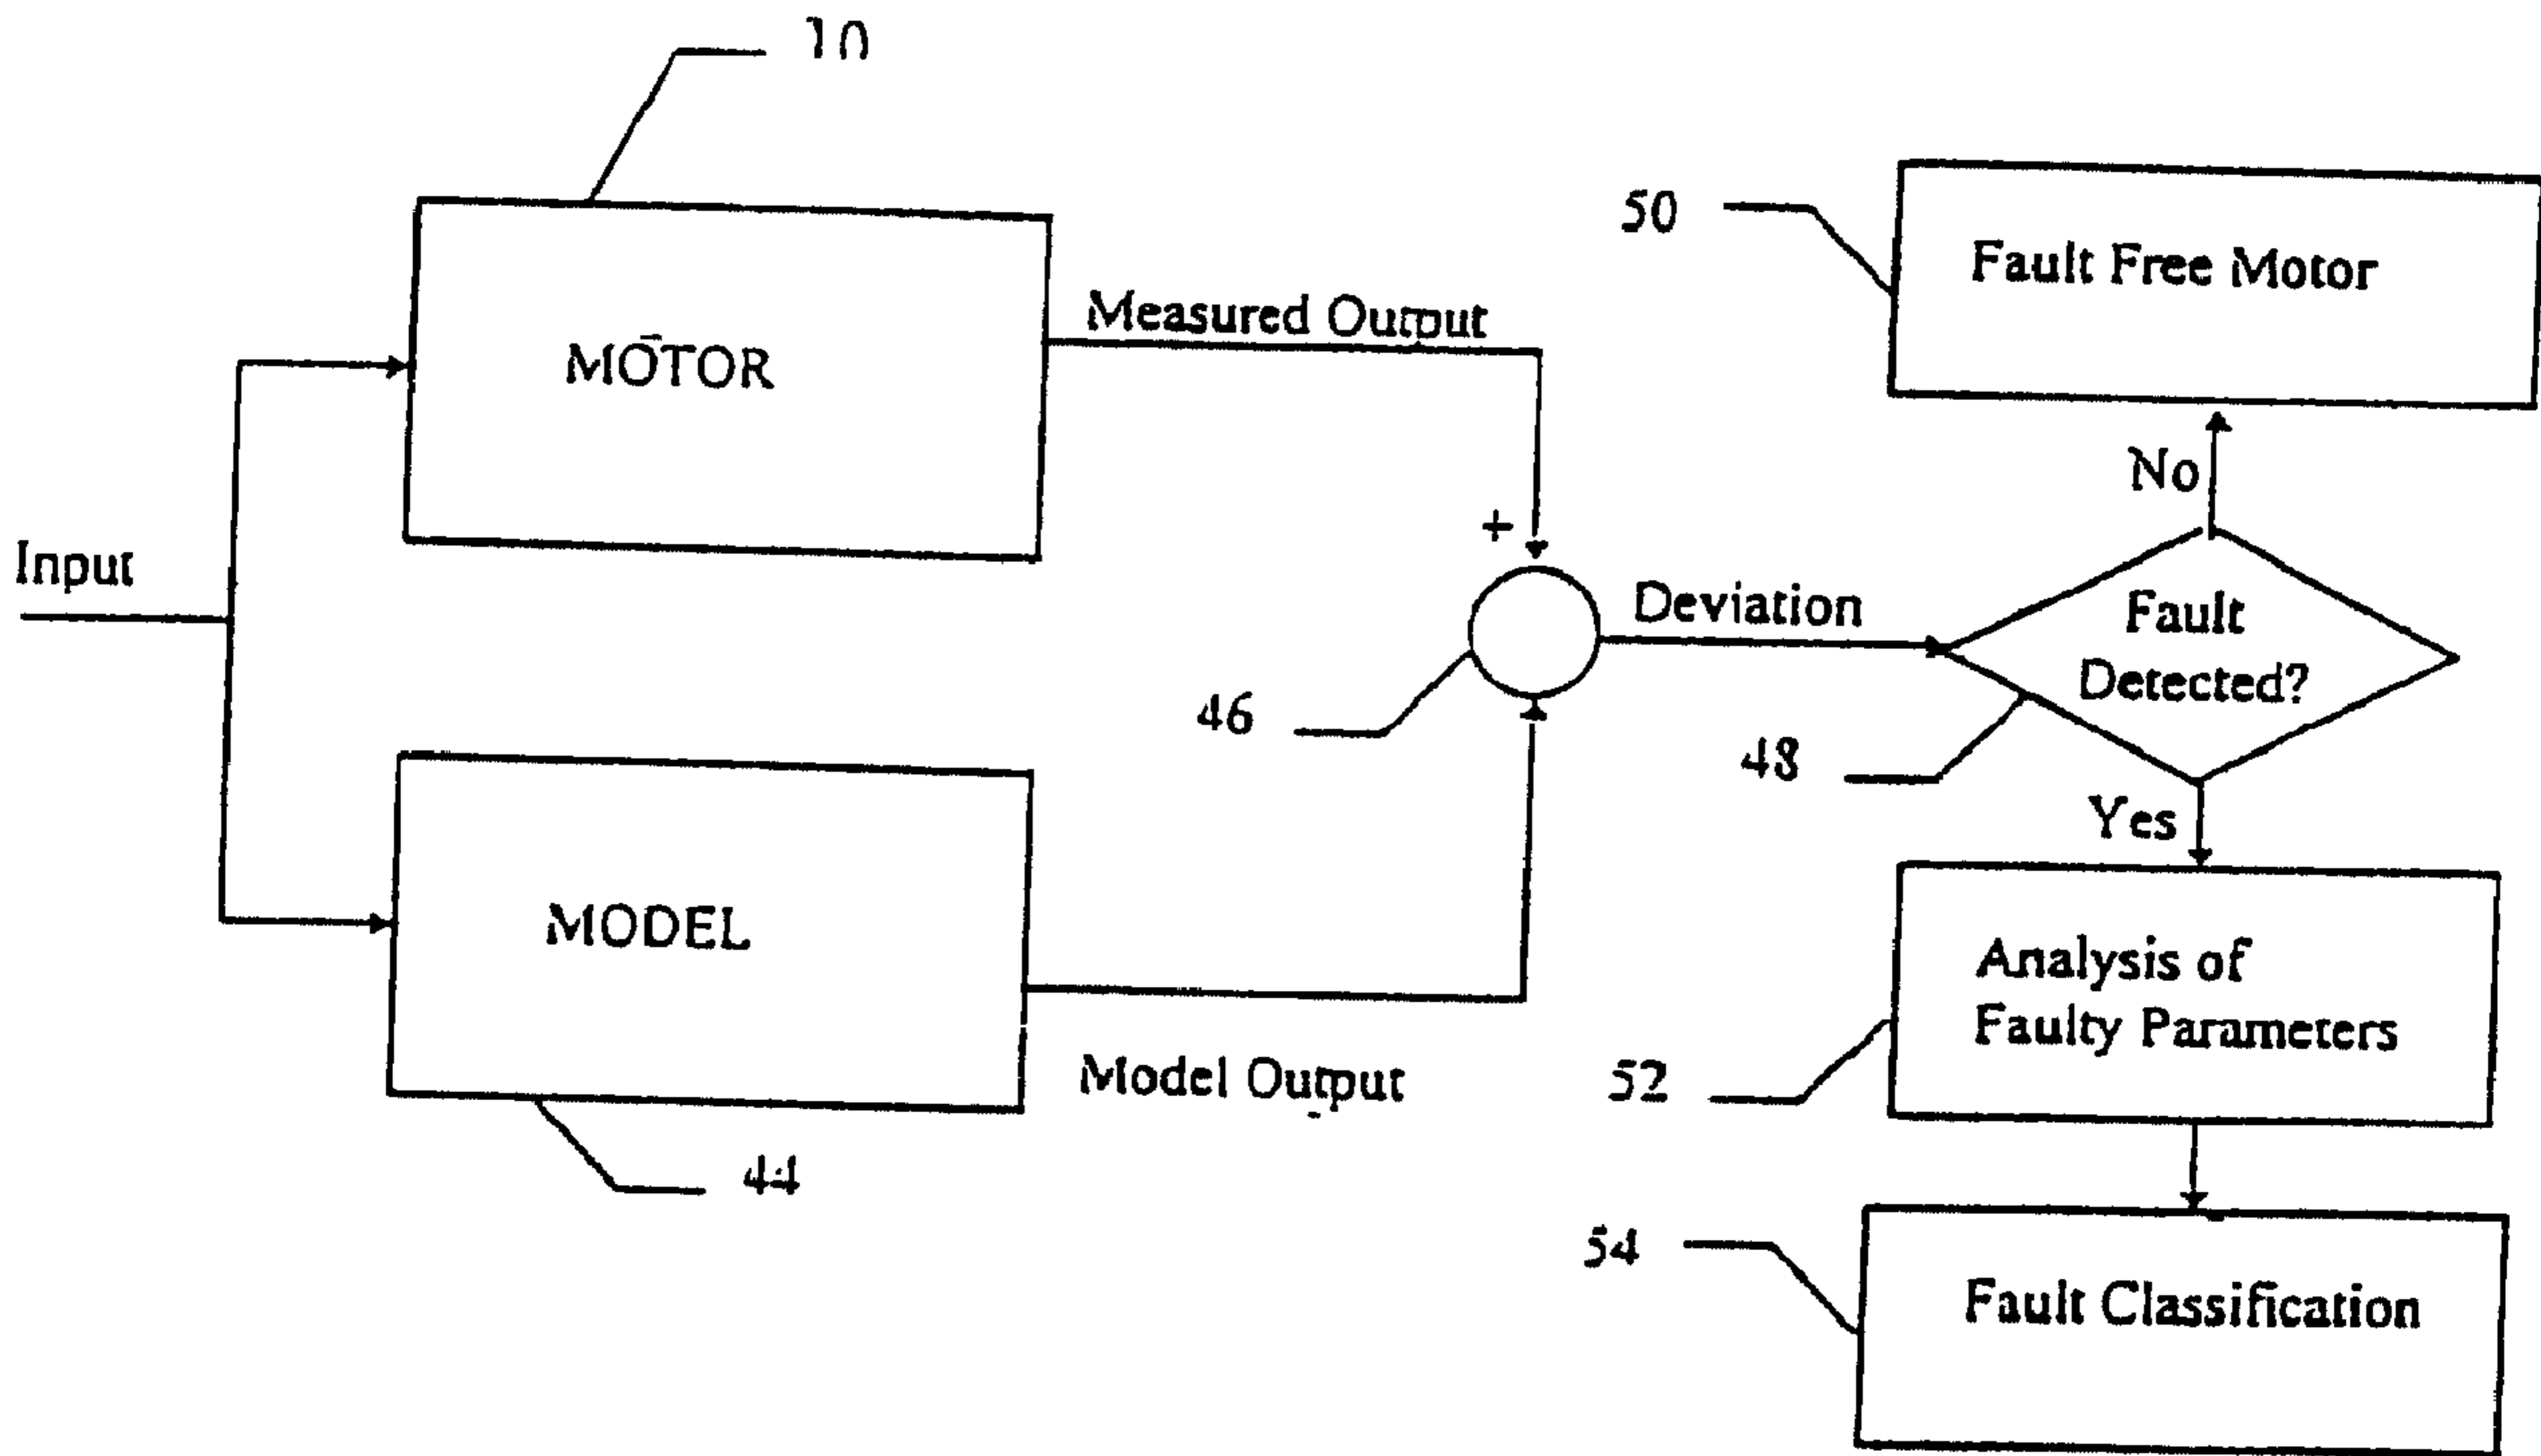 10
50
Fault Free Motor
Measured Output
MOTOR
No
+
Input
Deviation
Fault
Detected?
46
48
Yes
MODEL
Analysis of
Faulty Parameters
Model Output
52
44
54
Fault Classification